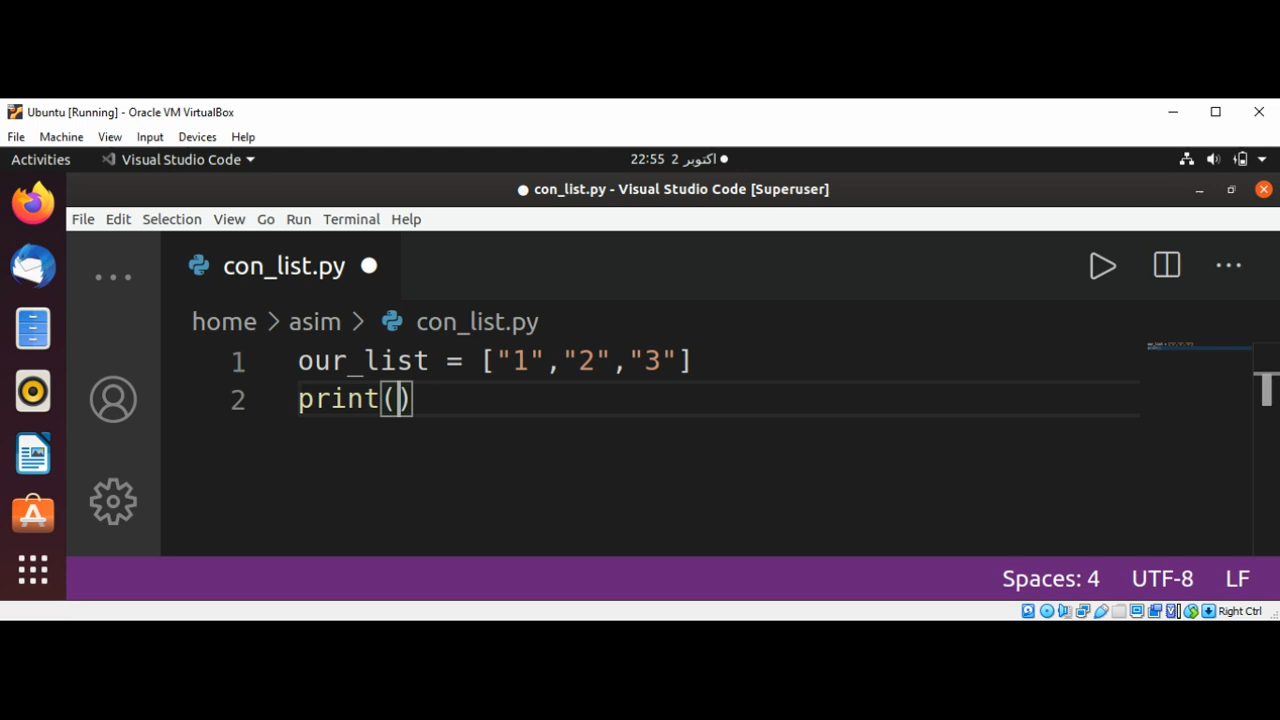 Ubuntu [Running] - Oracle VM VirtualBox
File Machine View Input Devices Help
Activities Visual Studio Code 22:55 2 اکتوبر
con_list.py - Visual Studio Code [Superuser]
File Edit Selection View Go Run Terminal Help
con_list.py
home > asim > con_list.py
1 our_list = ["1","2","3"]
2 print()
Spaces: 4 UTF-8 LF
Right Ctrl